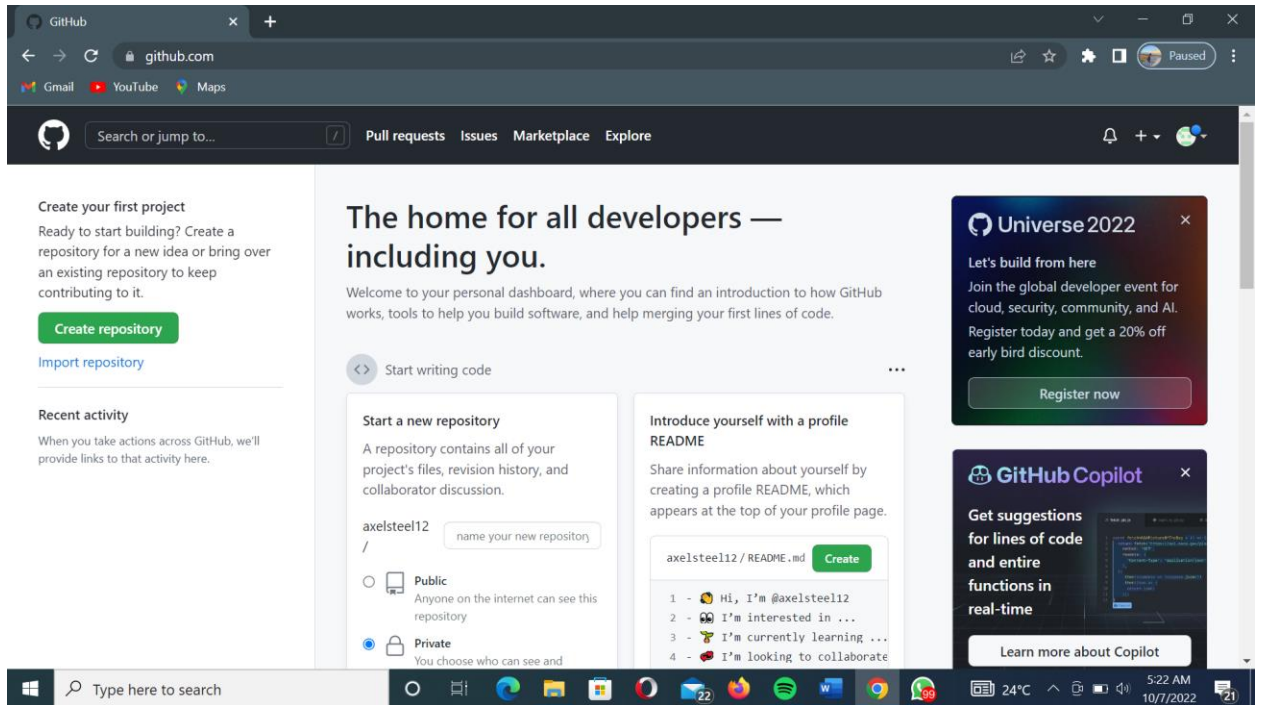 GitHub
github.com
Paused
Gmail YouTube Maps
Search or jump to... / Pull requests Issues Marketplace Explore
Create your first project
Ready to start building? Create a
repository for a new idea or bring over
an existing repository to keep
contributing to it.
Create repository
Import repository
Recent activity
When you take actions across GitHub, we'll
provide links to that activity here.
The home for all developers —
including you.
Welcome to your personal dashboard, where you can find an introduction to how GitHub
works, tools to help you build software, and help merging your first lines of code.
<> Start writing code
Start a new repository
A repository contains all of your
project's files, revision history, and
collaborator discussion.
axelsteel12
/
name your new repository
Public
Anyone on the internet can see this
repository
Private
You choose who can see and
Introduce yourself with a profile
README
Share information about yourself by
creating a profile README, which
appears at the top of your profile page.
axelsteel12/README.md Create
1 - 👋 Hi, I'm @axelsteel12
2 - 👀 I'm interested in ...
3 - 🌱 I'm currently learning ...
4 - 💞️ I'm looking to collaborate
Universe 2022
Let's build from here
Join the global developer event for
cloud, security, community, and AI.
Register today and get a 20% off
early bird discount.
Register now
GitHub Copilot
Get suggestions
for lines of code
and entire
functions in
real-time
Learn more about Copilot
Type here to search
22
99
24°C
5:22 AM
10/7/2022
21